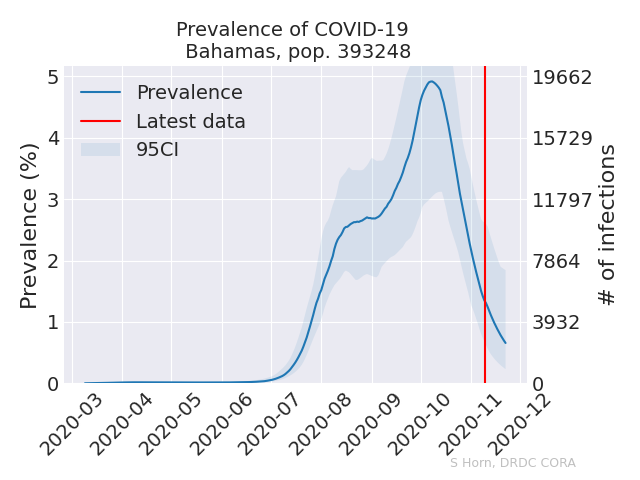 Prevalence of COVID-19
Bahamas, pop. 393248
Prevalence
Latest data
95CI
Prevalence (%)
5
4
3
2
1
0
19662
15729
11797
7864
3932
0
# of infections
2020-03
2020-04
2020-05
2020-06
2020-07
2020-08
2020-09
2020-10
2020-11
2020-12
S Horn, DRDC CORA